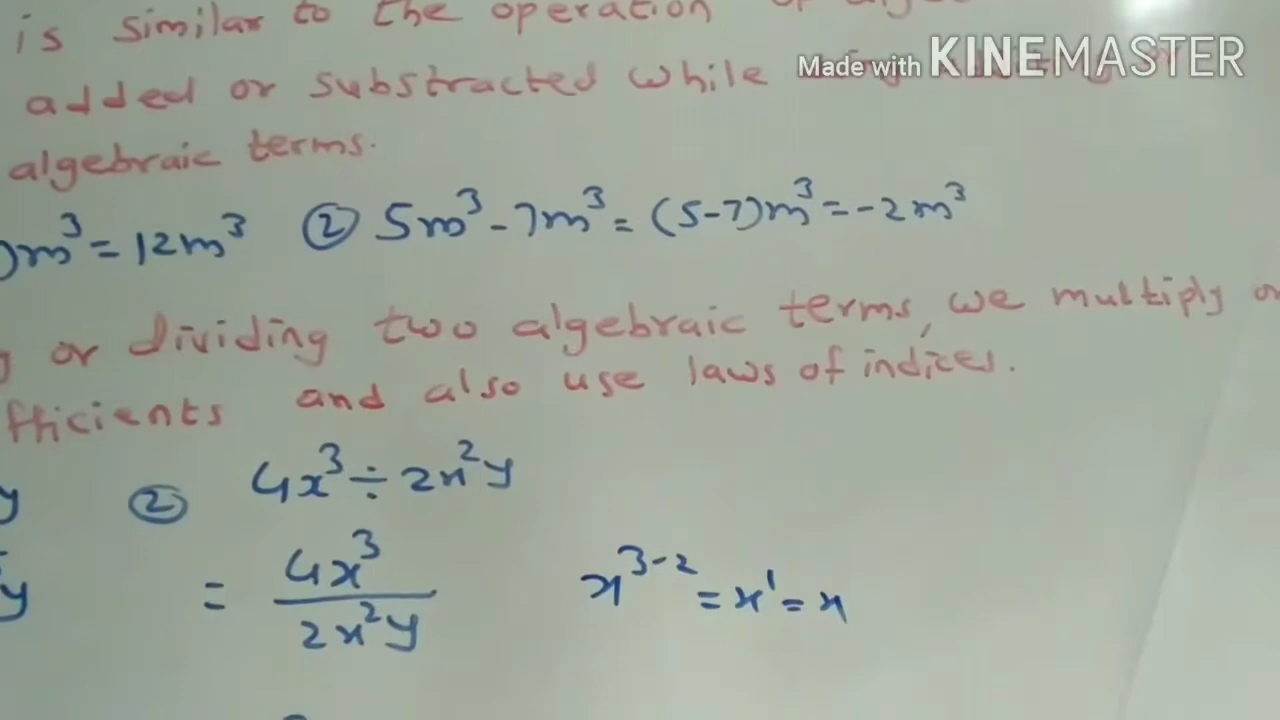 is similar to the operation
Made with KINEMASTER
added or substracted while
algebraic terms.
)m³ = 12m³ ② 5m³ - 7m³ = (5-7)m³ = -2m³
or dividing two algebraic terms, we multiply or
fficients and also use laws of indices.
y ② 4x³ ÷ 2x²y
y = 4x³/2x²y x³⁻² = x¹ = x